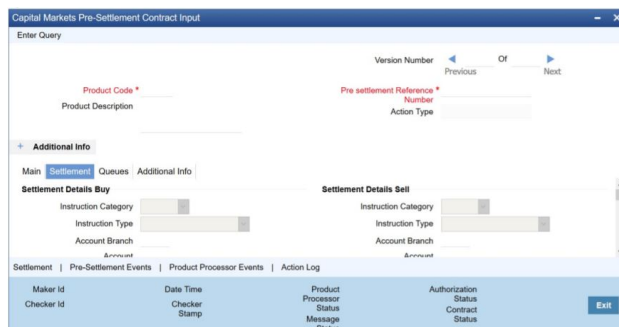 Capital Markets Pre-Settlement Contract Input
Enter Query
Version Number Of
Previous Next
Product Code *
Pre settlement Reference *
Number
Product Description
Action Type
+ Additional Info
Main Settlement Queues Additional Info
Settlement Details Buy Settlement Details Sell
Instruction Category Instruction Category
Instruction Type Instruction Type
Account Branch Account Branch
Account Account
Settlement | Pre-Settlement Events | Product Processor Events | Action Log
Maker Id Date Time Product Processor Status Authorization Status
Checker Id Checker Stamp Message Contract Status
Exit